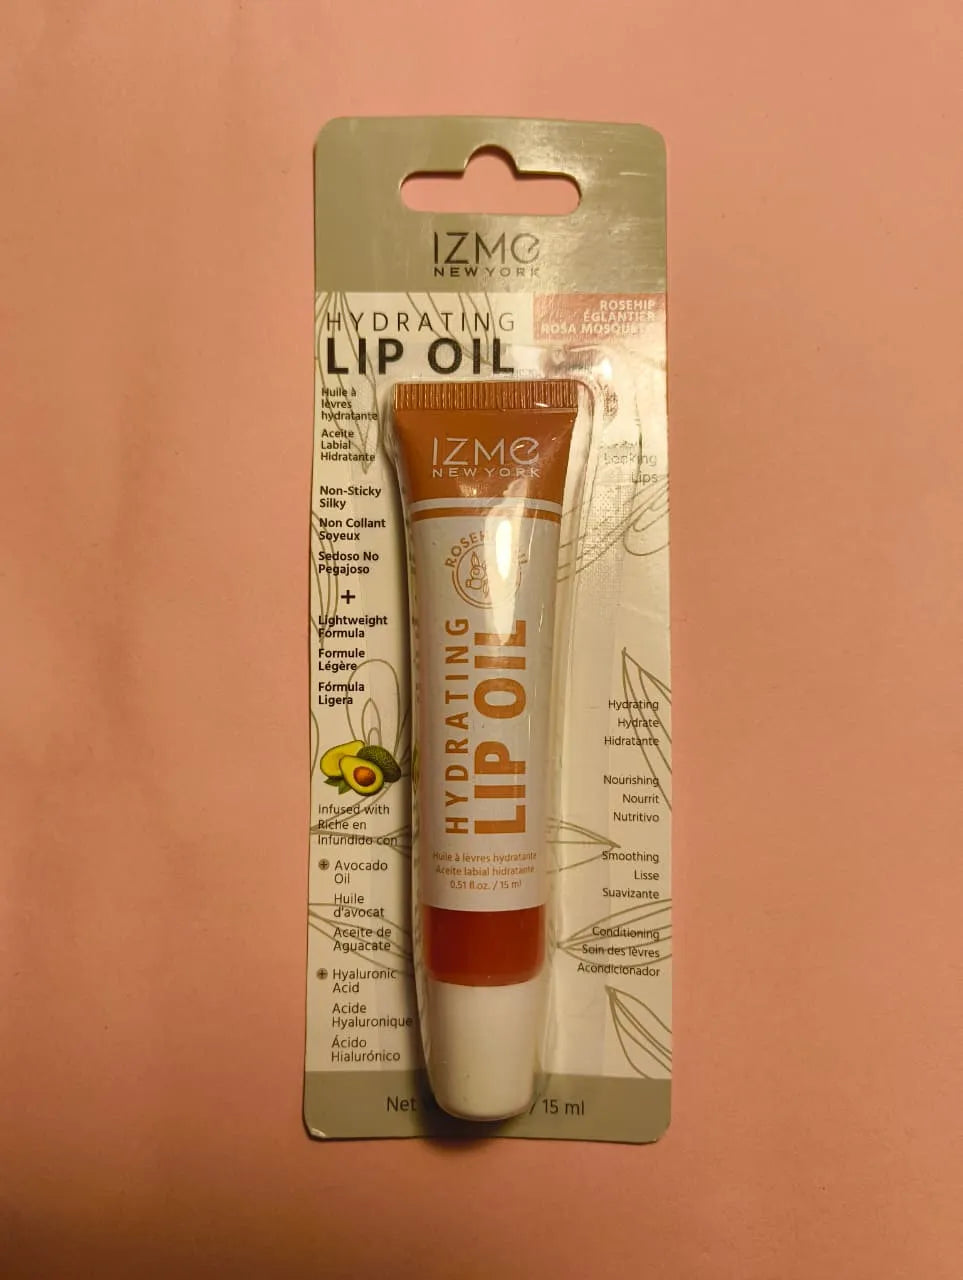 IZMe
NEW YORK
ROSEHIP
ÉGLANTIER
ROSA MOSQUETA
HYDRATING
LIP OIL
Huile à
lèvres
hydratante
Aceite
Labial
Hidratante
Non-Sticky
Silky
Non Collant
Soyeux
Sedoso No
Pegajoso
+
Lightweight
Formula
Formule
Légère
Fórmula
Ligera
Infused with
Riche en
Infundido con
+ Avocado
Oil
Huile
d'avocat
Aceite de
Aguacate
+ Hyaluronic
Acid
Acide
Hyaluronique
Ácido
Hialurónico
IZMe
NEW YORK
HYDRATING
LIP OIL
Huile à lèvres hydratante
Aceite labial hidratante
0.51 fl.oz. / 15 ml
Looking
Lips
Hydrating
Hydrate
Hidratante
Nourishing
Nourrit
Nutritivo
Smoothing
Lisse
Suavizante
Conditioning
Soin des lèvres
Acondicionador
Net
/ 15 ml